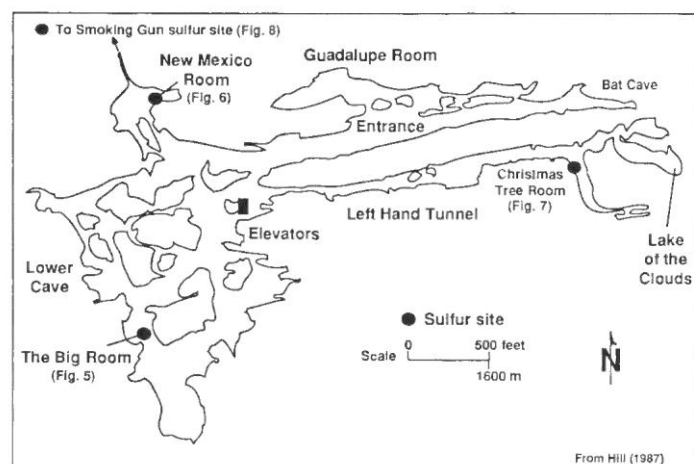 To Smoking Gun sulfur site (Fig. 8)
New Mexico
Room
(Fig. 6)
Guadalupe Room
Bat Cave
Entrance
Christmas
Tree Room
(Fig. 7)
Left Hand Tunnel
Elevators
Lake
of the
Clouds
Lower
Cave
Sulfur site
The Big Room
(Fig. 5)
Scale
0 500 feet
1600 m
N
From Hill (1987)